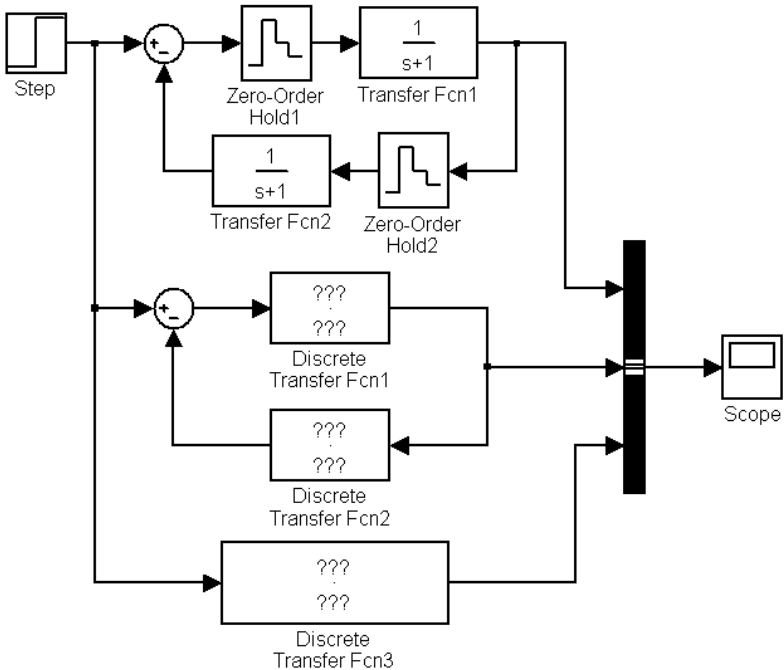 Step
+
−
Zero-Order
Hold1
1
s+1
Transfer Fcn1
1
s+1
Transfer Fcn2
Zero-Order
Hold2
+
−
???
.
???
Discrete
Transfer Fcn1
???
.
???
Discrete
Transfer Fcn2
???
.
???
Discrete
Transfer Fcn3
Scope